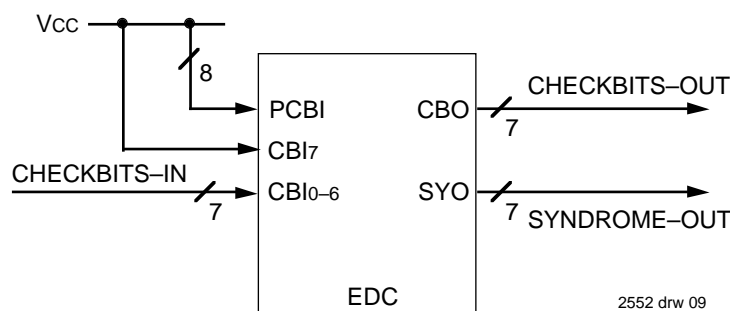 Vcc
8
PCBI
CBO
CHECKBITS–OUT
7
CBI7
CHECKBITS–IN
7
CBI0–6
SYO
7
SYNDROME–OUT
EDC
2552 drw 09